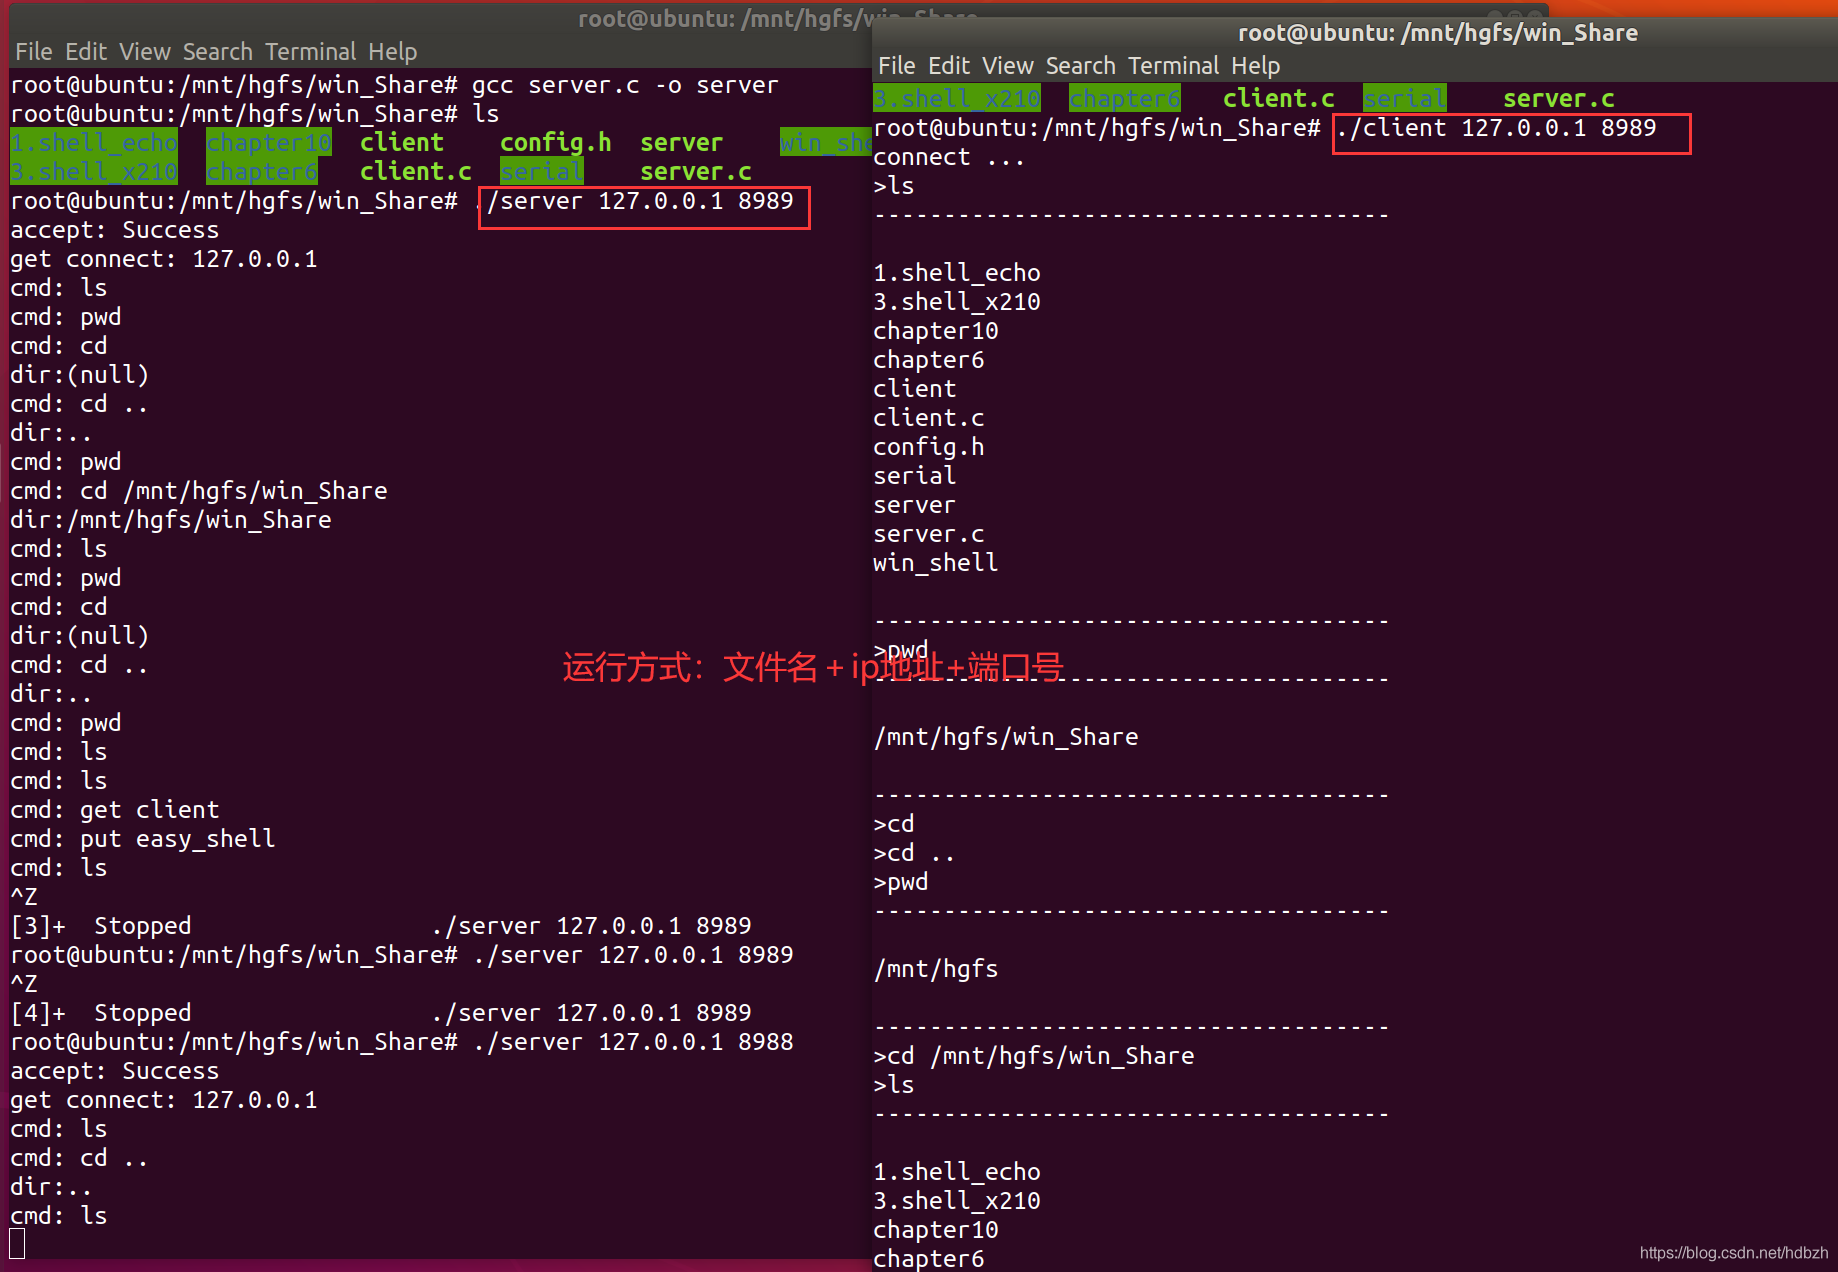 root@ubuntu: /mnt/hgfs/win_Share
File Edit View Search Terminal Help
root@ubuntu:/mnt/hgfs/win_Share# gcc server.c -o server
root@ubuntu:/mnt/hgfs/win_Share# ls
1.shell_echo chapter10 client config.h server win_she
3.shell_x210 chapter6 client.c serial server.c
root@ubuntu:/mnt/hgfs/win_Share# ./server 127.0.0.1 8989
accept: Success
get connect: 127.0.0.1
cmd: ls
cmd: pwd
cmd: cd
dir:(null)
cmd: cd ..
dir:..
cmd: pwd
cmd: cd /mnt/hgfs/win_Share
dir:/mnt/hgfs/win_Share
cmd: ls
cmd: pwd
cmd: cd
dir:(null)
cmd: cd ..
dir:..
cmd: pwd
cmd: ls
cmd: ls
cmd: get client
cmd: put easy_shell
cmd: ls
^Z
[3]+ Stopped ./server 127.0.0.1 8989
root@ubuntu:/mnt/hgfs/win_Share# ./server 127.0.0.1 8989
^Z
[4]+ Stopped ./server 127.0.0.1 8989
root@ubuntu:/mnt/hgfs/win_Share# ./server 127.0.0.1 8988
accept: Success
get connect: 127.0.0.1
cmd: ls
cmd: cd ..
dir:..
cmd: ls
运行方式：文件名＋ip地址+端口号
root@ubuntu: /mnt/hgfs/win_Share
File Edit View Search Terminal Help
3.shell_x210 chapter6 client.c serial server.c
root@ubuntu:/mnt/hgfs/win_Share# ./client 127.0.0.1 8989
connect ...
>ls
-------------------------------------
1.shell_echo
3.shell_x210
chapter10
chapter6
client
client.c
config.h
serial
server
server.c
win_shell
-------------------------------------
>pwd
-------------------------------------
/mnt/hgfs/win_Share
-------------------------------------
>cd
>cd ..
>pwd
-------------------------------------
/mnt/hgfs
-------------------------------------
>cd /mnt/hgfs/win_Share
>ls
-------------------------------------
1.shell_echo
3.shell_x210
chapter10
chapter6
https://blog.csdn.net/hdbzh